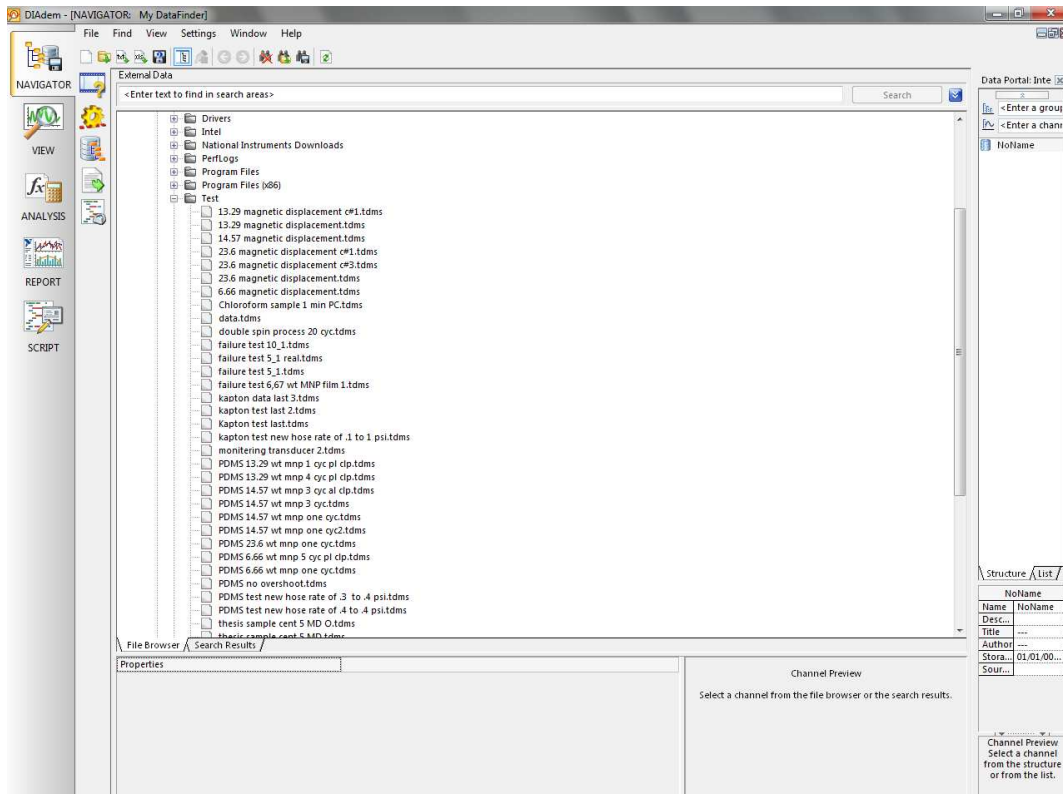 DIAdem - [NAVIGATOR: My DataFinder]
File Find View Settings Window Help
NAVIGATOR
VIEW
ANALYSIS
REPORT
SCRIPT
External Data
<Enter text to find in search areas>
Search
Drivers
Intel
National Instruments Downloads
PerfLogs
Program Files
Program Files (x86)
Test
13.29 magnetic displacement c#1.tdms
13.29 magnetic displacement.tdms
14.57 magnetic displacement.tdms
23.6 magnetic displacement c#1.tdms
23.6 magnetic displacement c#3.tdms
23.6 magnetic displacement.tdms
6.66 magnetic displacement.tdms
Chloroform sample 1 min PC.tdms
data.tdms
double spin process 20 cyc.tdms
failure test 10_1.tdms
failure test 5_1 real.tdms
failure test 5_1.tdms
failure test 6,67 wt MNP film 1.tdms
kapton data last 3.tdms
kapton test last 2.tdms
Kapton test last.tdms
kapton test new hose rate of .1 to 1 psi.tdms
monitering transducer 2.tdms
PDMS 13.29 wt mnp 1 cyc pl clp.tdms
PDMS 13.29 wt mnp 4 cyc pl clp.tdms
PDMS 14.57 wt mnp 3 cyc al clp.tdms
PDMS 14.57 wt mnp 3 cyc.tdms
PDMS 14.57 wt mnp one cyc.tdms
PDMS 14.57 wt mnp one cyc2.tdms
PDMS 23.6 wt mnp one cyc.tdms
PDMS 6.66 wt mnp 5 cyc pl clp.tdms
PDMS 6.66 wt mnp one cyc.tdms
PDMS no overshoot.tdms
PDMS test new hose rate of .3 to .4 psi.tdms
PDMS test new hose rate of .4 to .4 psi.tdms
thesis sample cent 5 MD O.tdms
thesis sample cent 5 MD.tdms
File Browser Search Results
Properties
Channel Preview
Select a channel from the file browser or the search results.
Data Portal: Inte
<Enter a group
<Enter a chann
NoName
Structure List
NoName
Name NoName
Desc...
Title ---
Author ---
Stora... 01/01/00...
Sour...
Channel Preview
Select a channel
from the structure
or from the list.